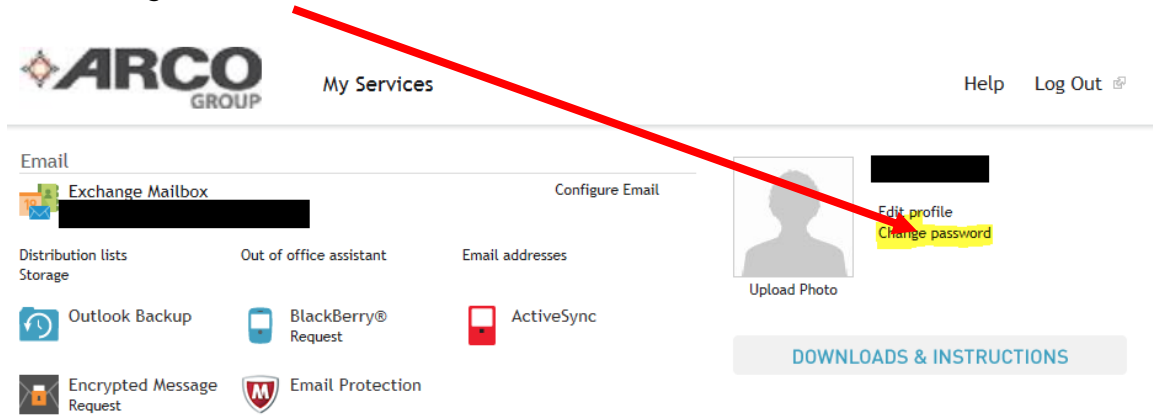 ARCO
GROUP
My Services
Help Log Out
Email
Exchange Mailbox
Configure Email
Edit profile
Change password
Distribution lists
Out of office assistant
Email addresses
Storage
Upload Photo
Outlook Backup
BlackBerry®
Request
ActiveSync
DOWNLOADS & INSTRUCTIONS
Encrypted Message
Request
Email Protection